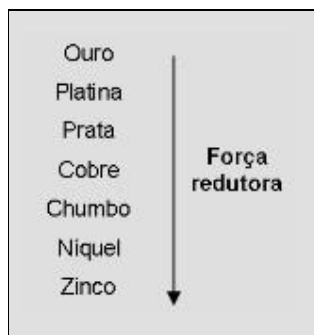 Ouro
Platina
Prata
Cobre
Chumbo
Níquel
Zinco
Força
redutora